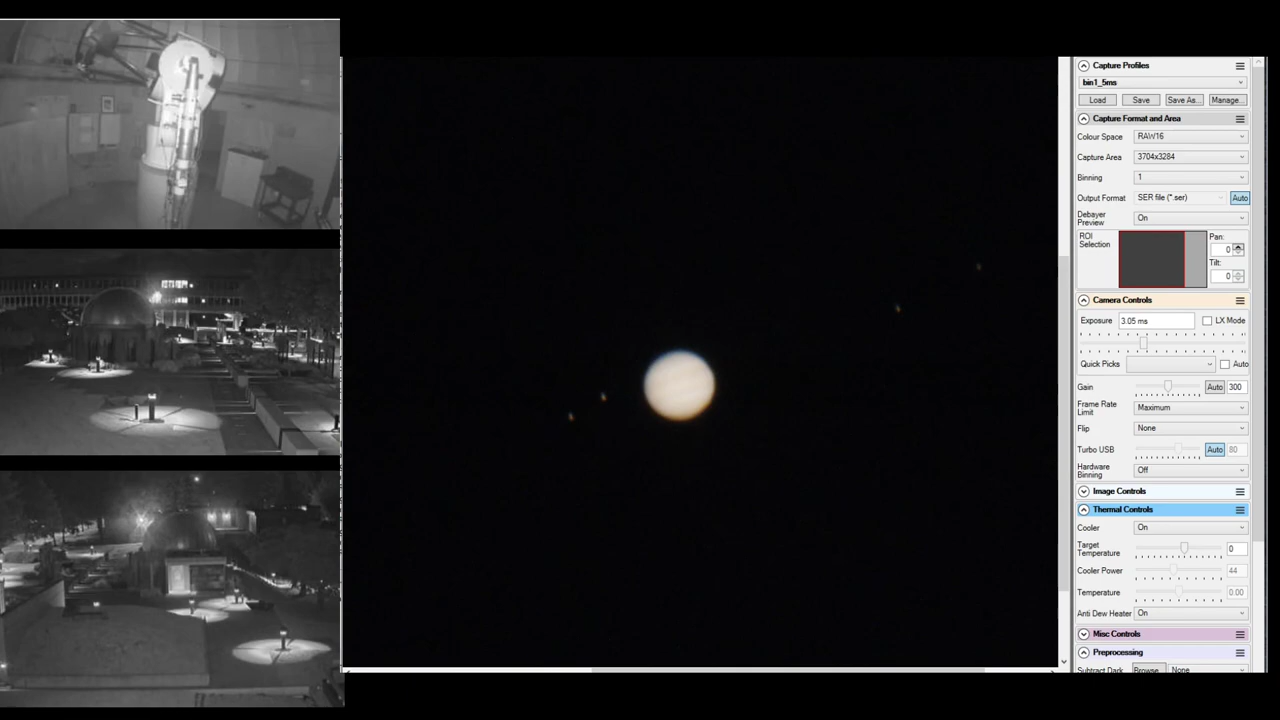 Capture Profiles
bin1_5ms
Load Save Save As... Manage...
Capture Format and Area
Colour Space RAW16
Capture Area 3704x3284
Binning 1
Output Format SER file (*.ser) Auto
Debayer
Preview On
ROI
Selection
Pan:
0
Tilt:
0
Camera Controls
Exposure 3.05 ms LX Mode
Quick Picks Auto
Gain Auto 300
Frame Rate
Limit Maximum
Flip None
Turbo USB Auto 80
Hardware
Binning Off
Image Controls
Thermal Controls
Cooler On
Target
Temperature 0
Cooler Power 44
Temperature 0.00
Anti Dew Heater On
Misc Controls
Preprocessing
Subtract Dark Browse None